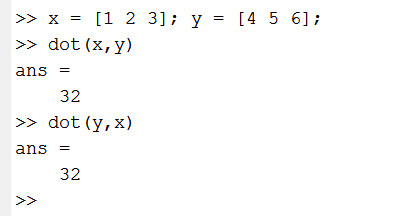 >> x = [1 2 3]; y = [4 5 6];
>> dot(x,y)
ans =
    32
>> dot(y,x)
ans =
    32
>>